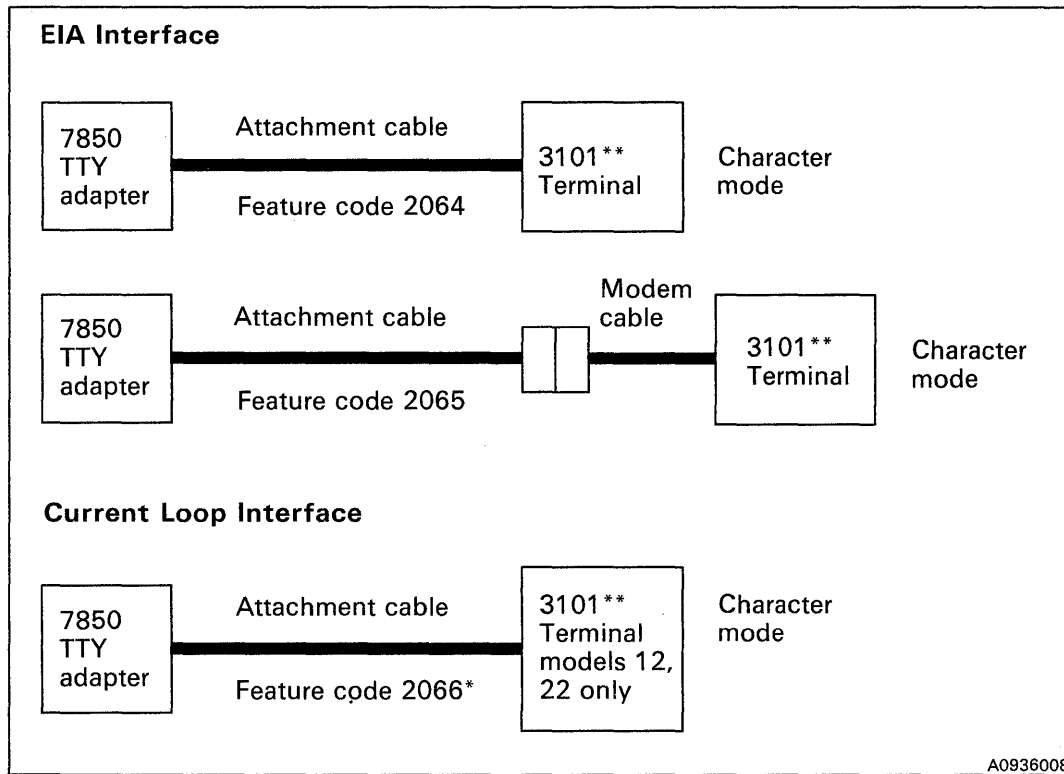 EIA Interface
7850
TTY
adapter
Attachment cable
Feature code 2064
3101**
Terminal
Character
mode
7850
TTY
adapter
Attachment cable
Feature code 2065
Modem
cable
3101**
Terminal
Character
mode
Current Loop Interface
7850
TTY
adapter
Attachment cable
Feature code 2066*
3101**
Terminal
models 12,
22 only
Character
mode
A0936008